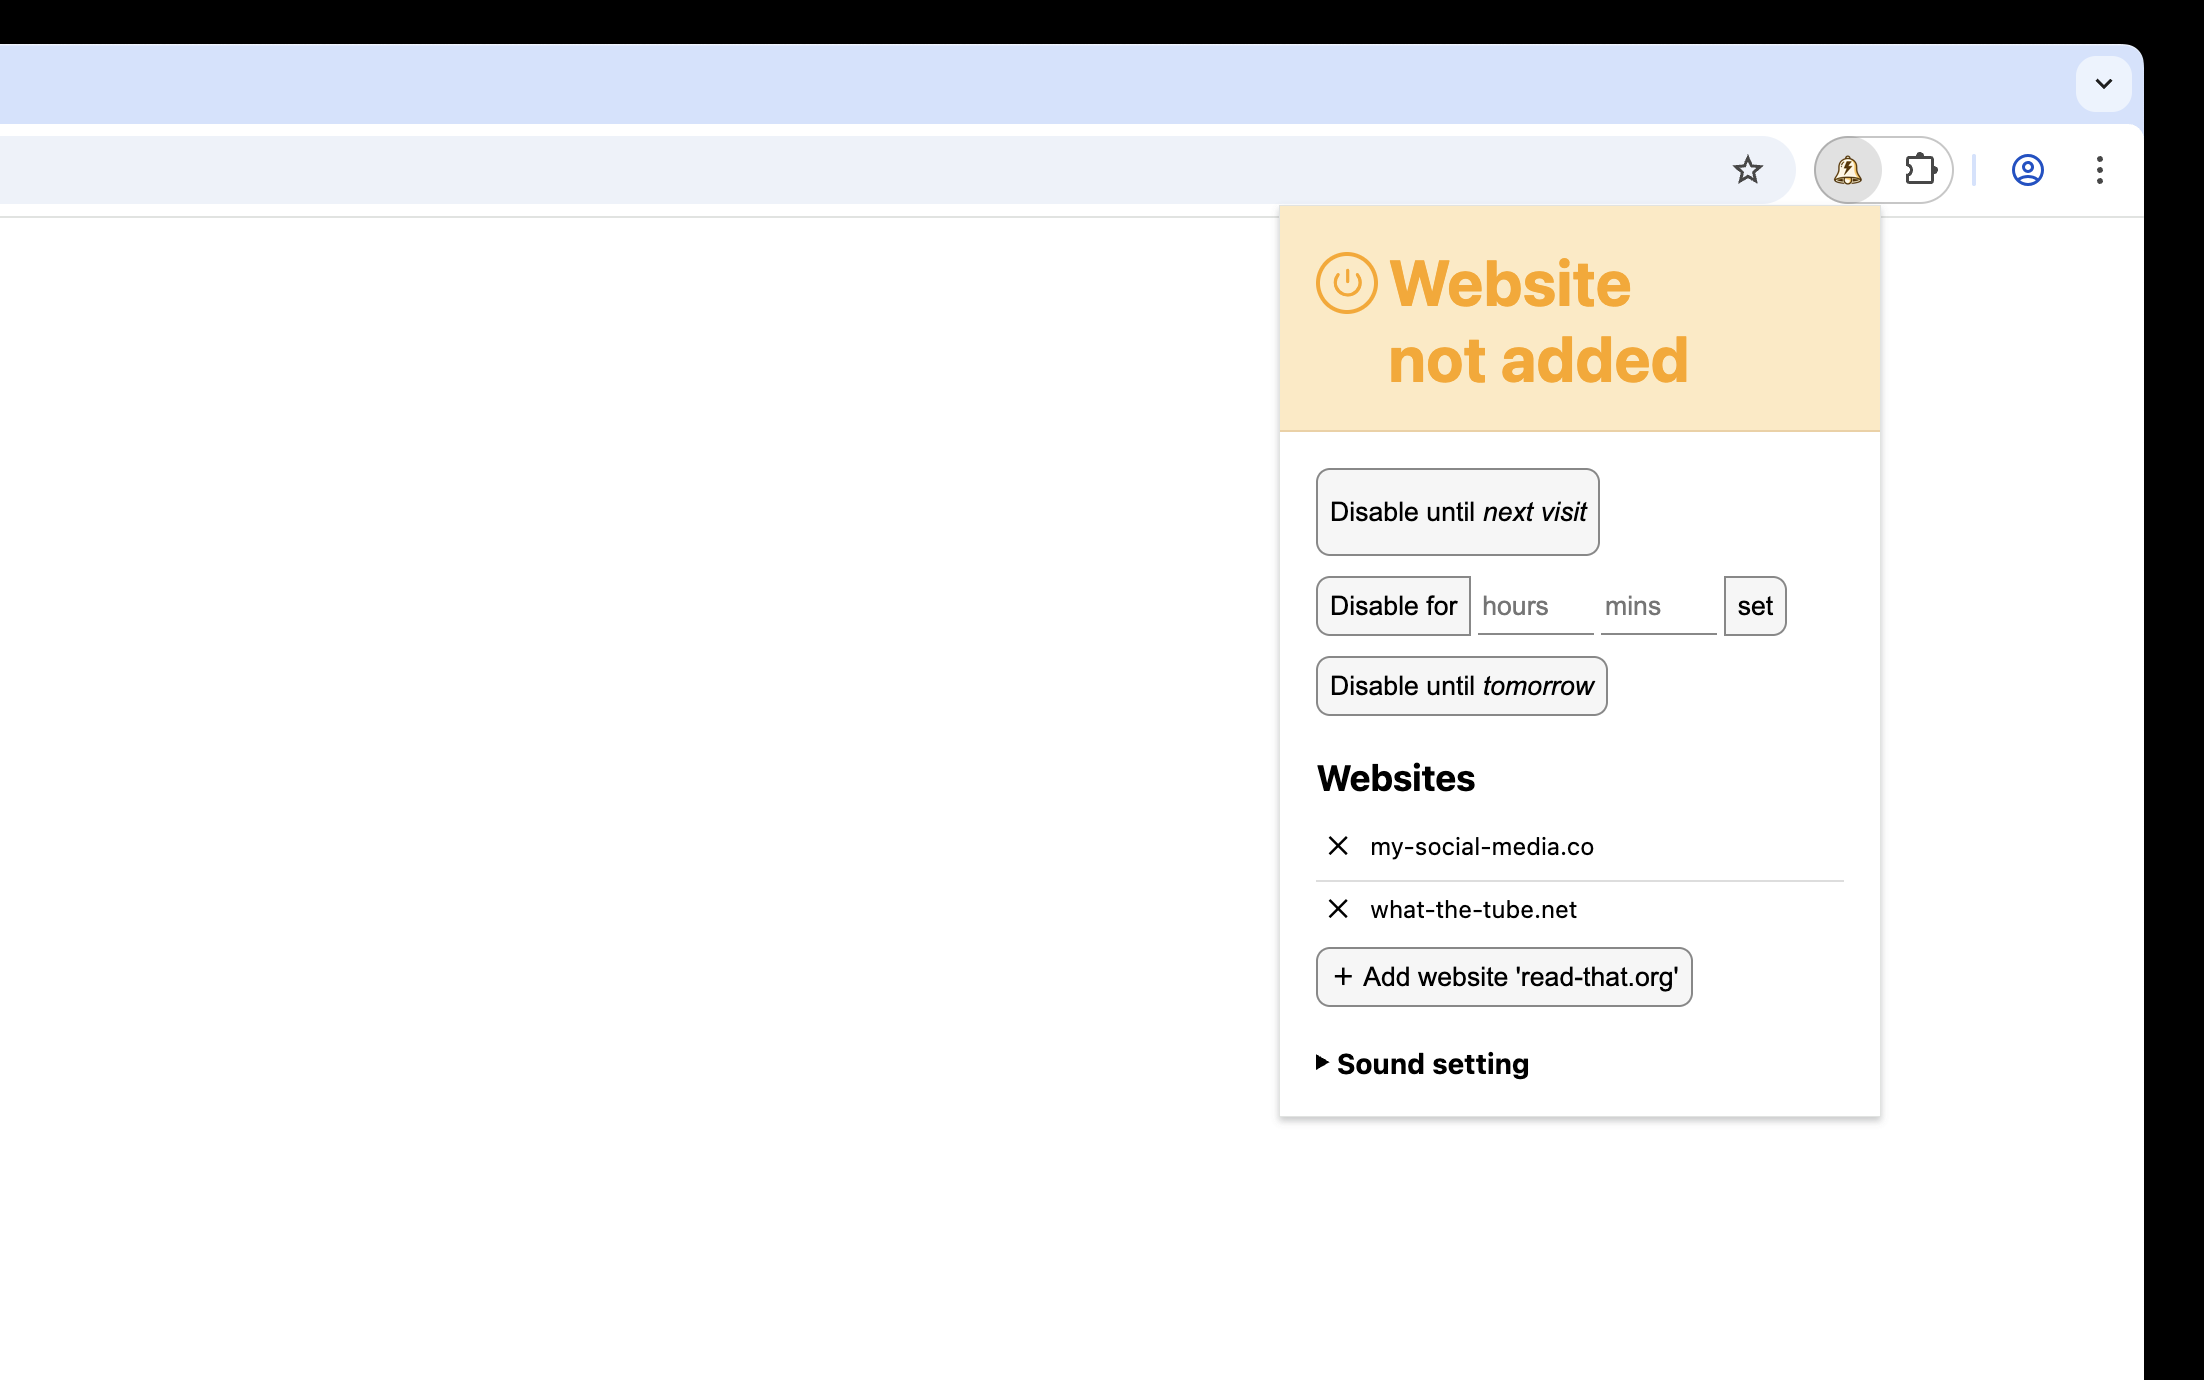 Website
not added
Disable until next visit
Disable for hours mins set
Disable until tomorrow
Websites
my-social-media.co
what-the-tube.net
+ Add website 'read-that.org'
Sound setting